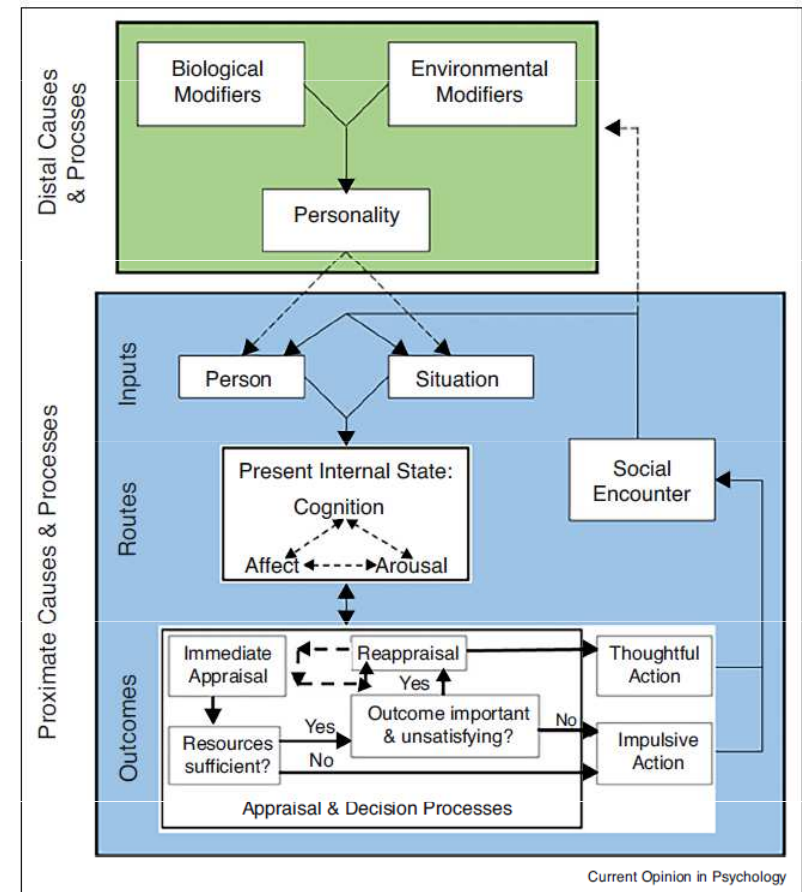 Distal Causes
& Procsses
Biological
Modifiers
Environmental
Modifiers
Personality
Proximate Causes & Processes
Inputs
Person
Situation
Routes
Present Internal State:
Cognition
Affect
Arousal
Social
Encounter
Outcomes
Immediate
Appraisal
Reappraisal
Thoughtful
Action
Yes
Resources
sufficient?
Yes
No
Outcome important
& unsatisfying?
No
Impulsive
Action
Appraisal & Decision Processes
Current Opinion in Psychology